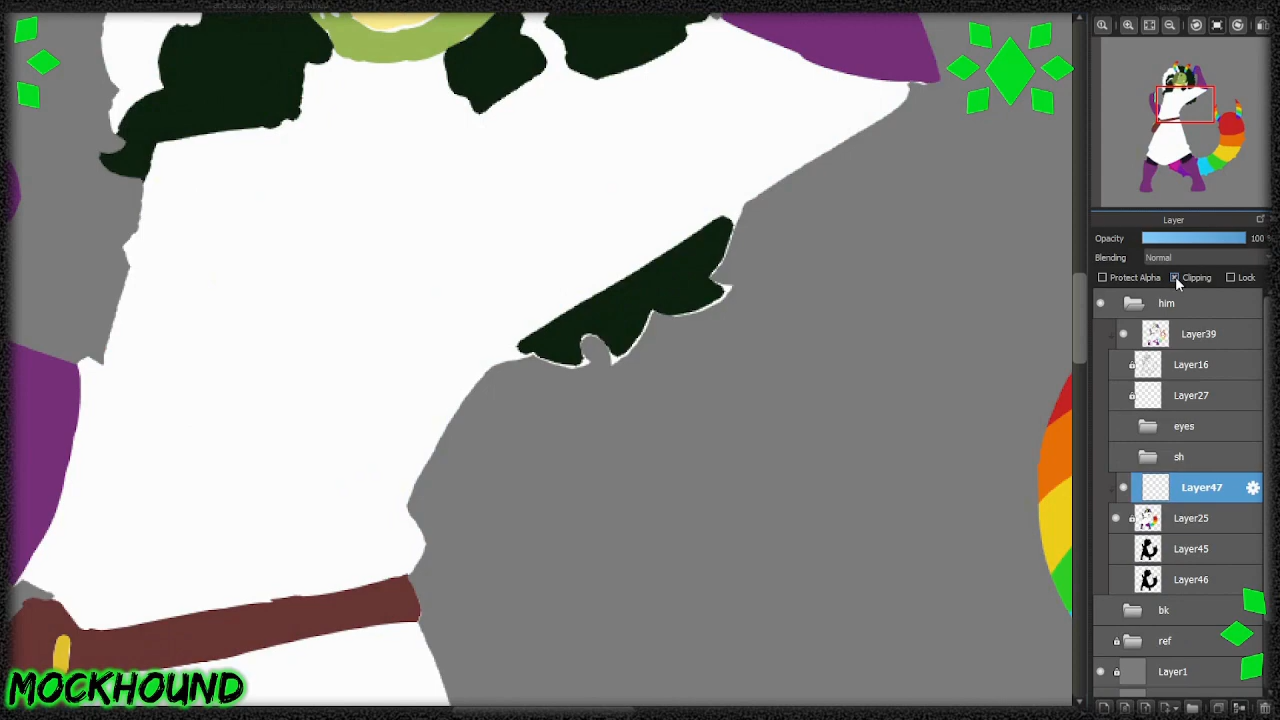 Layer
Opacity 100
Blending Normal
Protect Alpha Clipping Lock
him
Layer39
Layer16
Layer27
eyes
sh
Layer47
Layer25
Layer45
Layer46
bk
ref
Layer1
MOCKHOUND